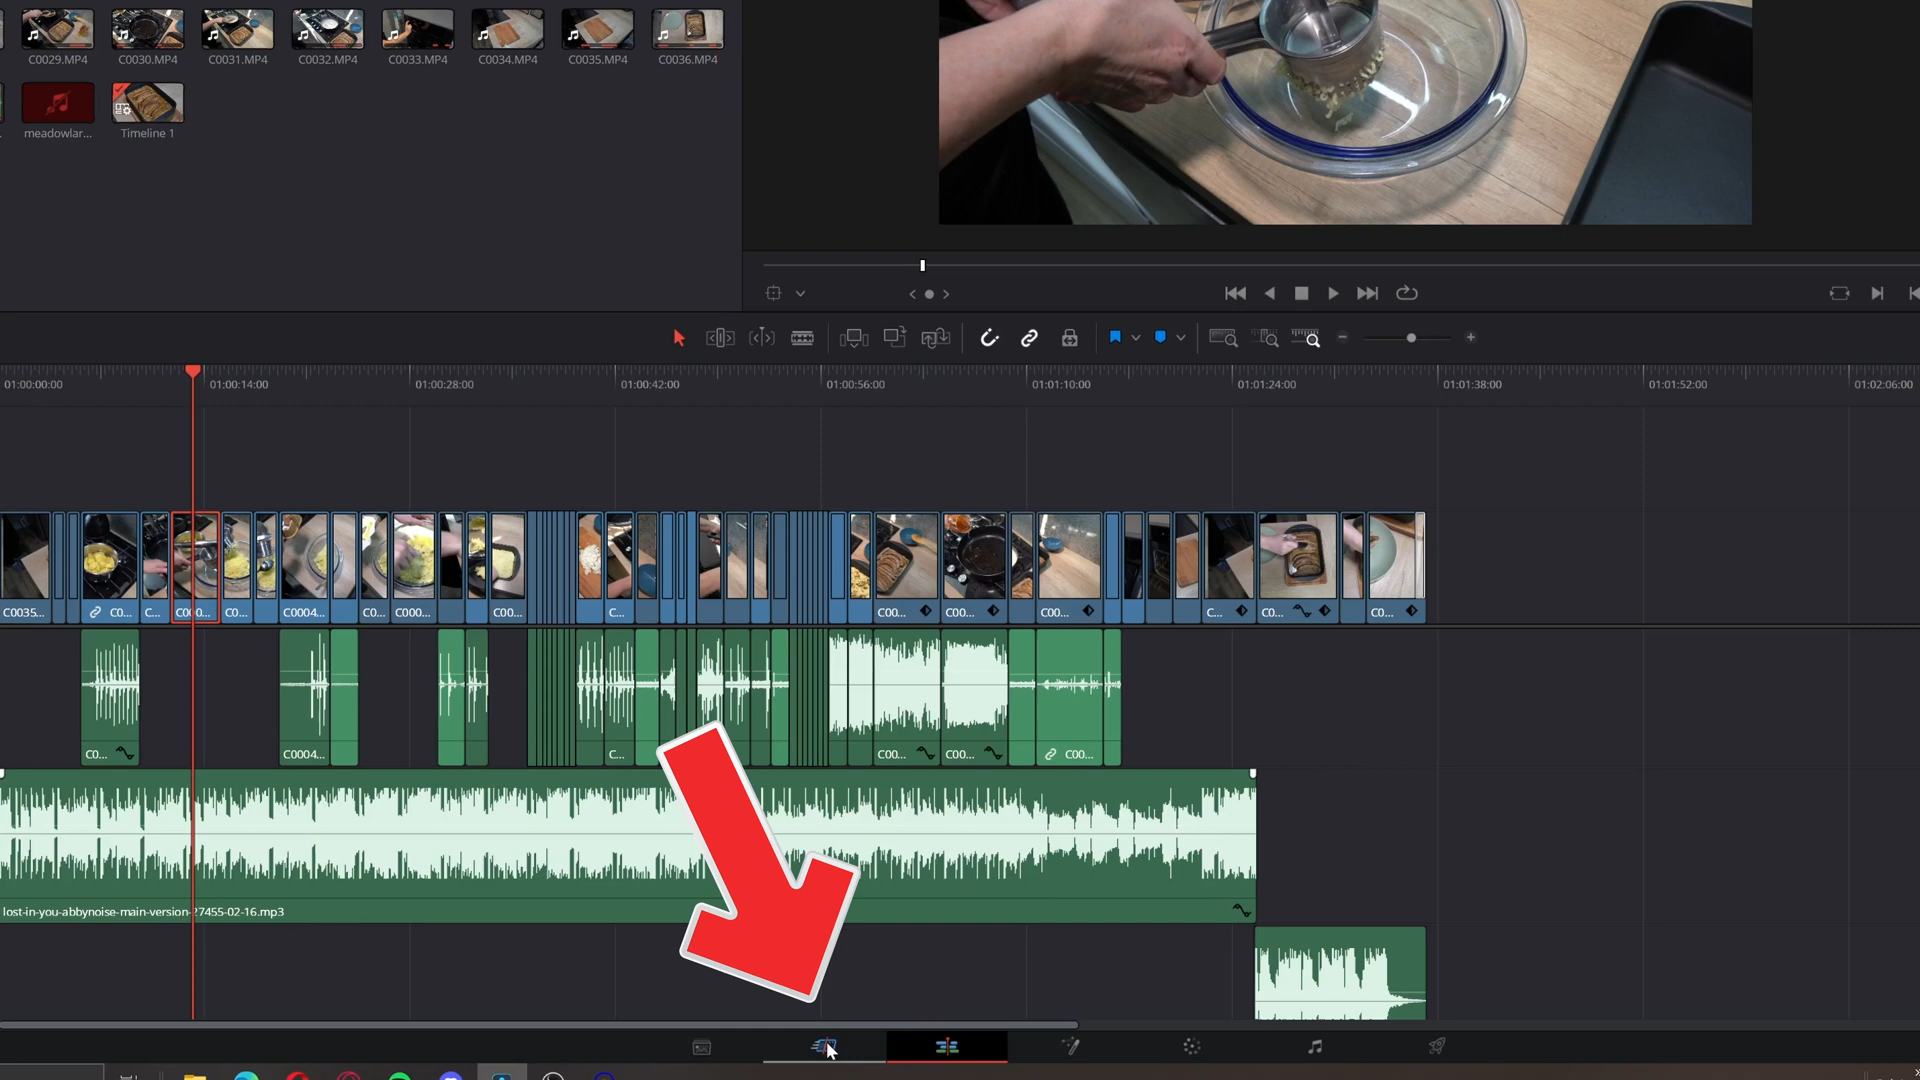 C0029.MP4 C0030.MP4 C0031.MP4 C0032.MP4 C0033.MP4 C0034.MP4 C0035.MP4 C0036.MP4
meadowlar... Timeline 1
01:00:00:00 01:00:14:00 01:00:28:00 01:00:42:00 01:00:56:00 01:01:10:00 01:01:24:00 01:01:38:00 01:01:52:00 01:02:06:00
C0035... C0... C... C00... C0... C0004... C0... C000... C00... C... C00... C00... C00... C... C0... C0...
C0... C0004... C... C00... C00... C00...
lost-in-you-abbynoise-main-version-27455-02-16.mp3